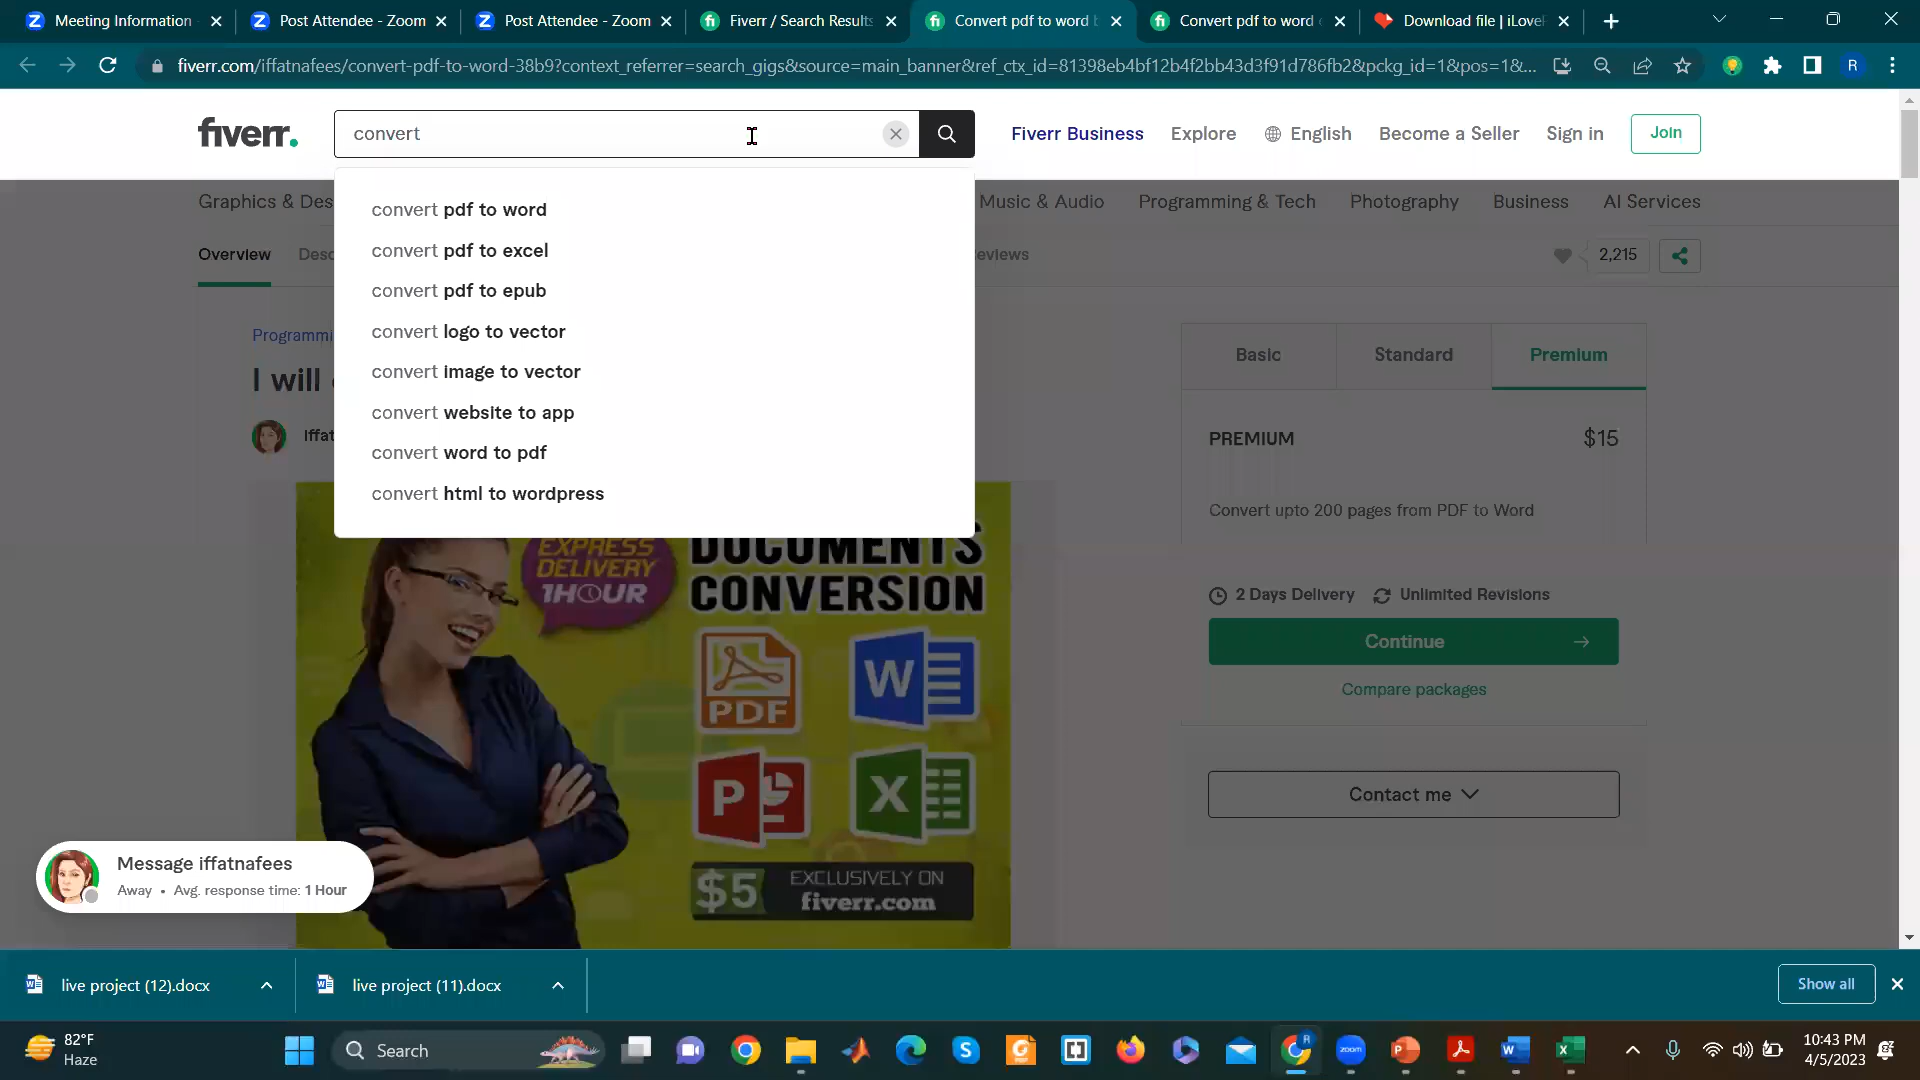 Meeting Information
Post Attendee - Zoom
Post Attendee - Zoom
Fiverr / Search Results
Convert pdf to word
Convert pdf to word
Download file | iLove
fiverr.com/iffatnafees/convert-pdf-to-word-38b9?context_referrer=search_gigs&source=main_banner&ref_ctx_id=81398eb4bf12b4f2bb43d3f91d786fb2&pckg_id=1&pos=1&...
R
fiverr.
convert
Fiverr Business
Explore
English
Become a Seller
Sign in
Join
Graphics & Des
Music & Audio
Programming & Tech
Photography
Business
AI Services
convert pdf to word
convert pdf to excel
convert pdf to epub
convert logo to vector
convert image to vector
convert website to app
convert word to pdf
convert html to wordpress
Overview
Desc
eviews
2,215
Programmi
I will
Iffat
Basic
Standard
Premium
PREMIUM
$15
Convert upto 200 pages from PDF to Word
2 Days Delivery
Unlimited Revisions
Continue
Compare packages
Contact me
EXPRESS
DELIVERY
1HOUR
DOCUMENTS
CONVERSION
PDF
W
P
X
$5
EXCLUSIVELY ON
fiverr.com
Message iffatnafees
Away • Avg. response time: 1 Hour
live project (12).docx
live project (11).docx
Show all
82°F
Haze
Search
zoom
10:43 PM
4/5/2023